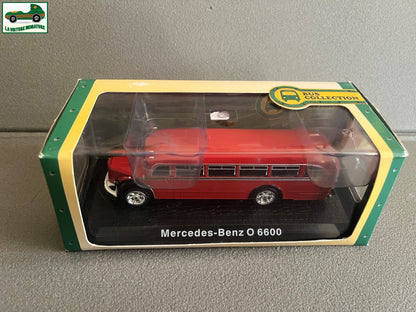 LA VOITURE MINIATURE
BUS
COLLECTION
Mercedes-Benz O 6600